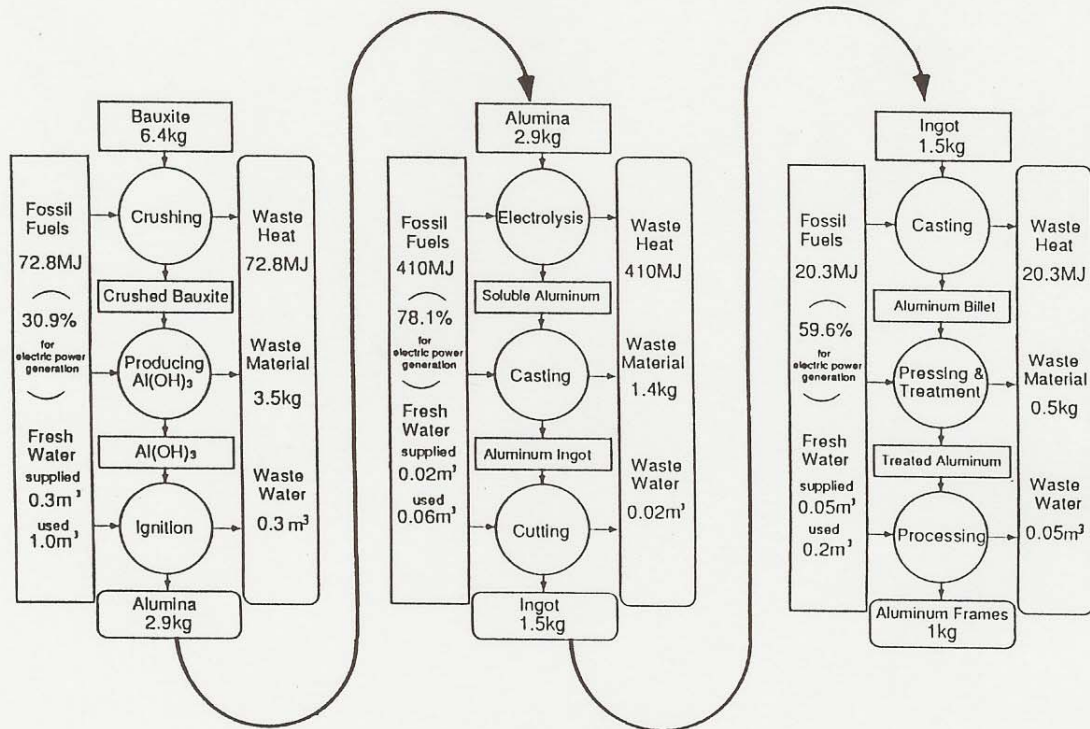 Bauxite
6.4kg
Fossil
Fuels
72.8MJ
30.9%
for
electric power
generation
Fresh
Water
supplied
0.3m³
used
1.0m³
Crushing
Crushed Bauxite
Producing
Al(OH)₃
Al(OH)₃
Ignition
Alumina
2.9kg
Waste
Heat
72.8MJ
Waste
Material
3.5kg
Waste
Water
0.3 m³
Alumina
2.9kg
Fossil
Fuels
410MJ
78.1%
for
electric power
generation
Fresh
Water
supplied
0.02m³
used
0.06m³
Electrolysis
Soluble Aluminum
Casting
Aluminum Ingot
Cutting
Ingot
1.5kg
Waste
Heat
410MJ
Waste
Material
1.4kg
Waste
Water
0.02m³
Ingot
1.5kg
Fossil
Fuels
20.3MJ
59.6%
for
electric power
generation
Fresh
Water
supplied
0.05m³
used
0.2m³
Casting
Aluminum Billet
Pressing &
Treatment
Treated Aluminum
Processing
Aluminum Frames
1kg
Waste
Heat
20.3MJ
Waste
Material
0.5kg
Waste
Water
0.05m³